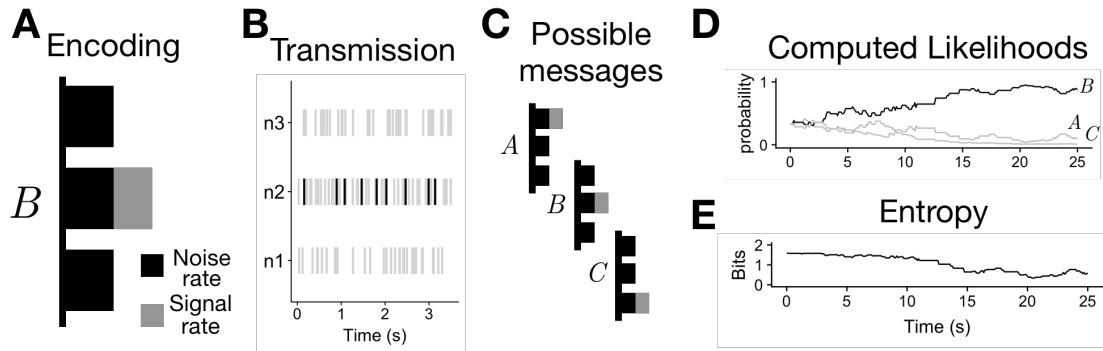 A
Encoding
B
Noise
rate
Signal
rate
B
Transmission
n3
n2
n1
0 1 2 3
Time (s)
C
Possible
messages
A
B
C
D
Computed Likelihoods
probability
1
0
B
A
C
0 5 10 15 20 25
E
Entropy
Bits
2
1
0
0 5 10 15 20 25
Time (s)